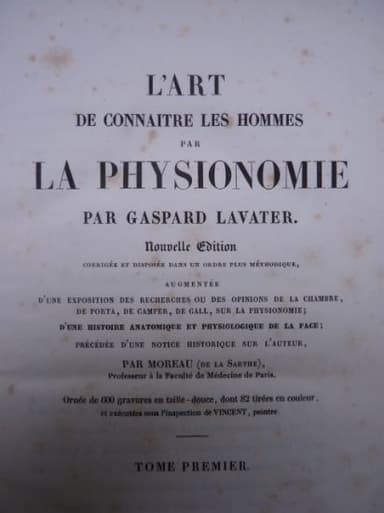 L'ART
DE CONNAITRE LES HOMMES
PAR
LA PHYSIONOMIE
PAR GASPARD LAVATER.
Nouvelle Edition
CORRIGÉE ET DISPOSÉE DANS UN ORDRE PLUS MÉTHODIQUE,
AUGMENTÉE
D'UNE EXPOSITION DES RECHERCHES OU DES OPINIONS DE LA CHAMBRE,
DE PORTA, DE CAMPER, DE GALL, SUR LA PHYSIONOMIE;
D'UNE HISTOIRE ANATOMIQUE ET PHYSIOLOGIQUE DE LA FACE;
PRÉCÉDÉE D'UNE NOTICE HISTORIQUE SUR L'AUTEUR,
PAR MOREAU (DE LA SARTHE),
Professeur à la Faculté de Médecine de Paris.
Ornée de 600 gravures en taille-douce, dont 82 tirées en couleur,
et exécutées sous l'inspection de VINCENT, peintre.
TOME PREMIER.